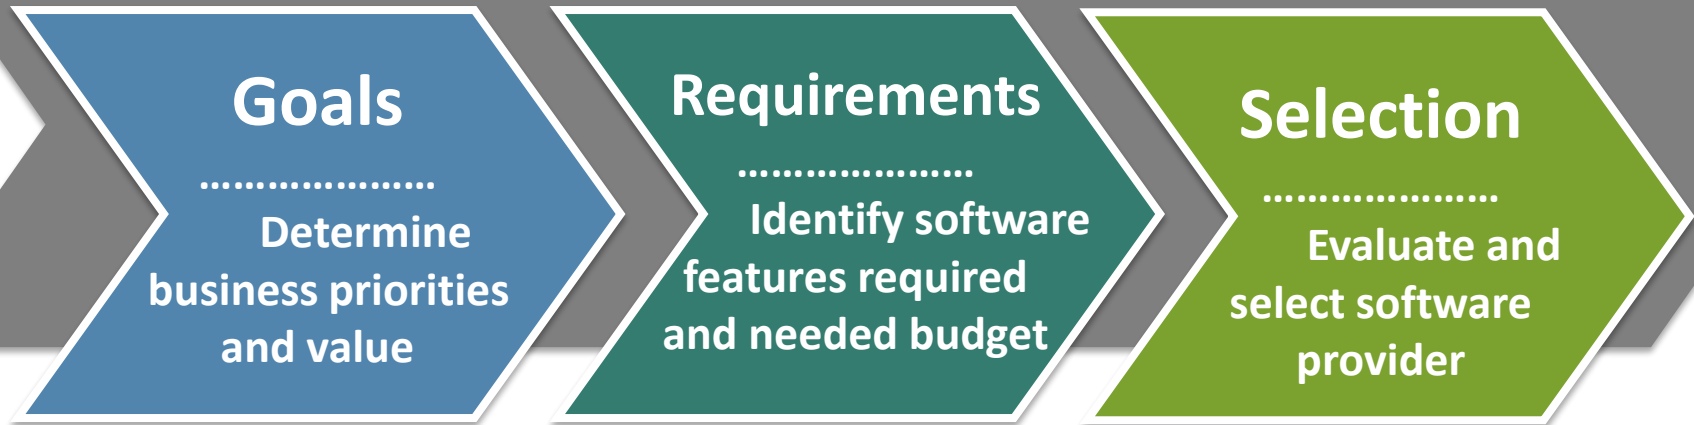 Goals
.....................
Determine
business priorities
and value
Requirements
.....................
Identify software
features required
and needed budget
Selection
.....................
Evaluate and
select software
provider